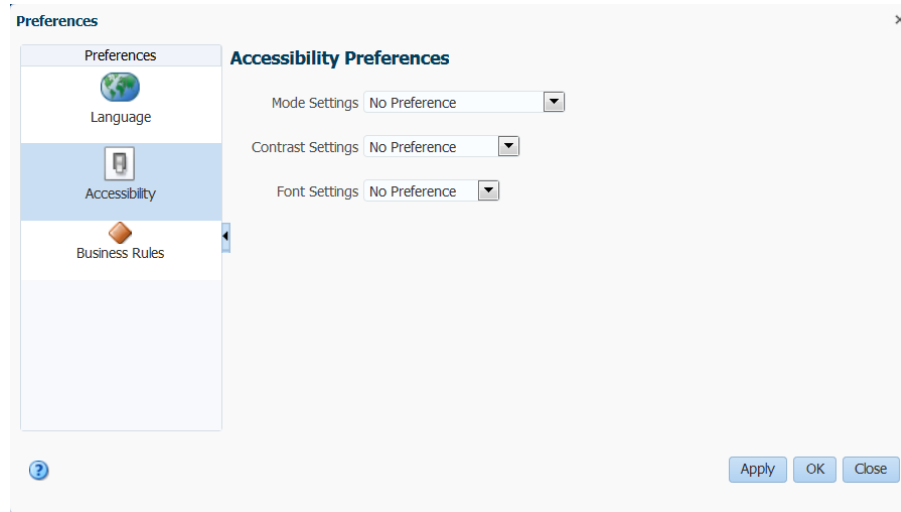 Preferences
Preferences
Language
Accessibility
Business Rules
Accessibility Preferences
Mode Settings No Preference
Contrast Settings No Preference
Font Settings No Preference
?
Apply OK Close